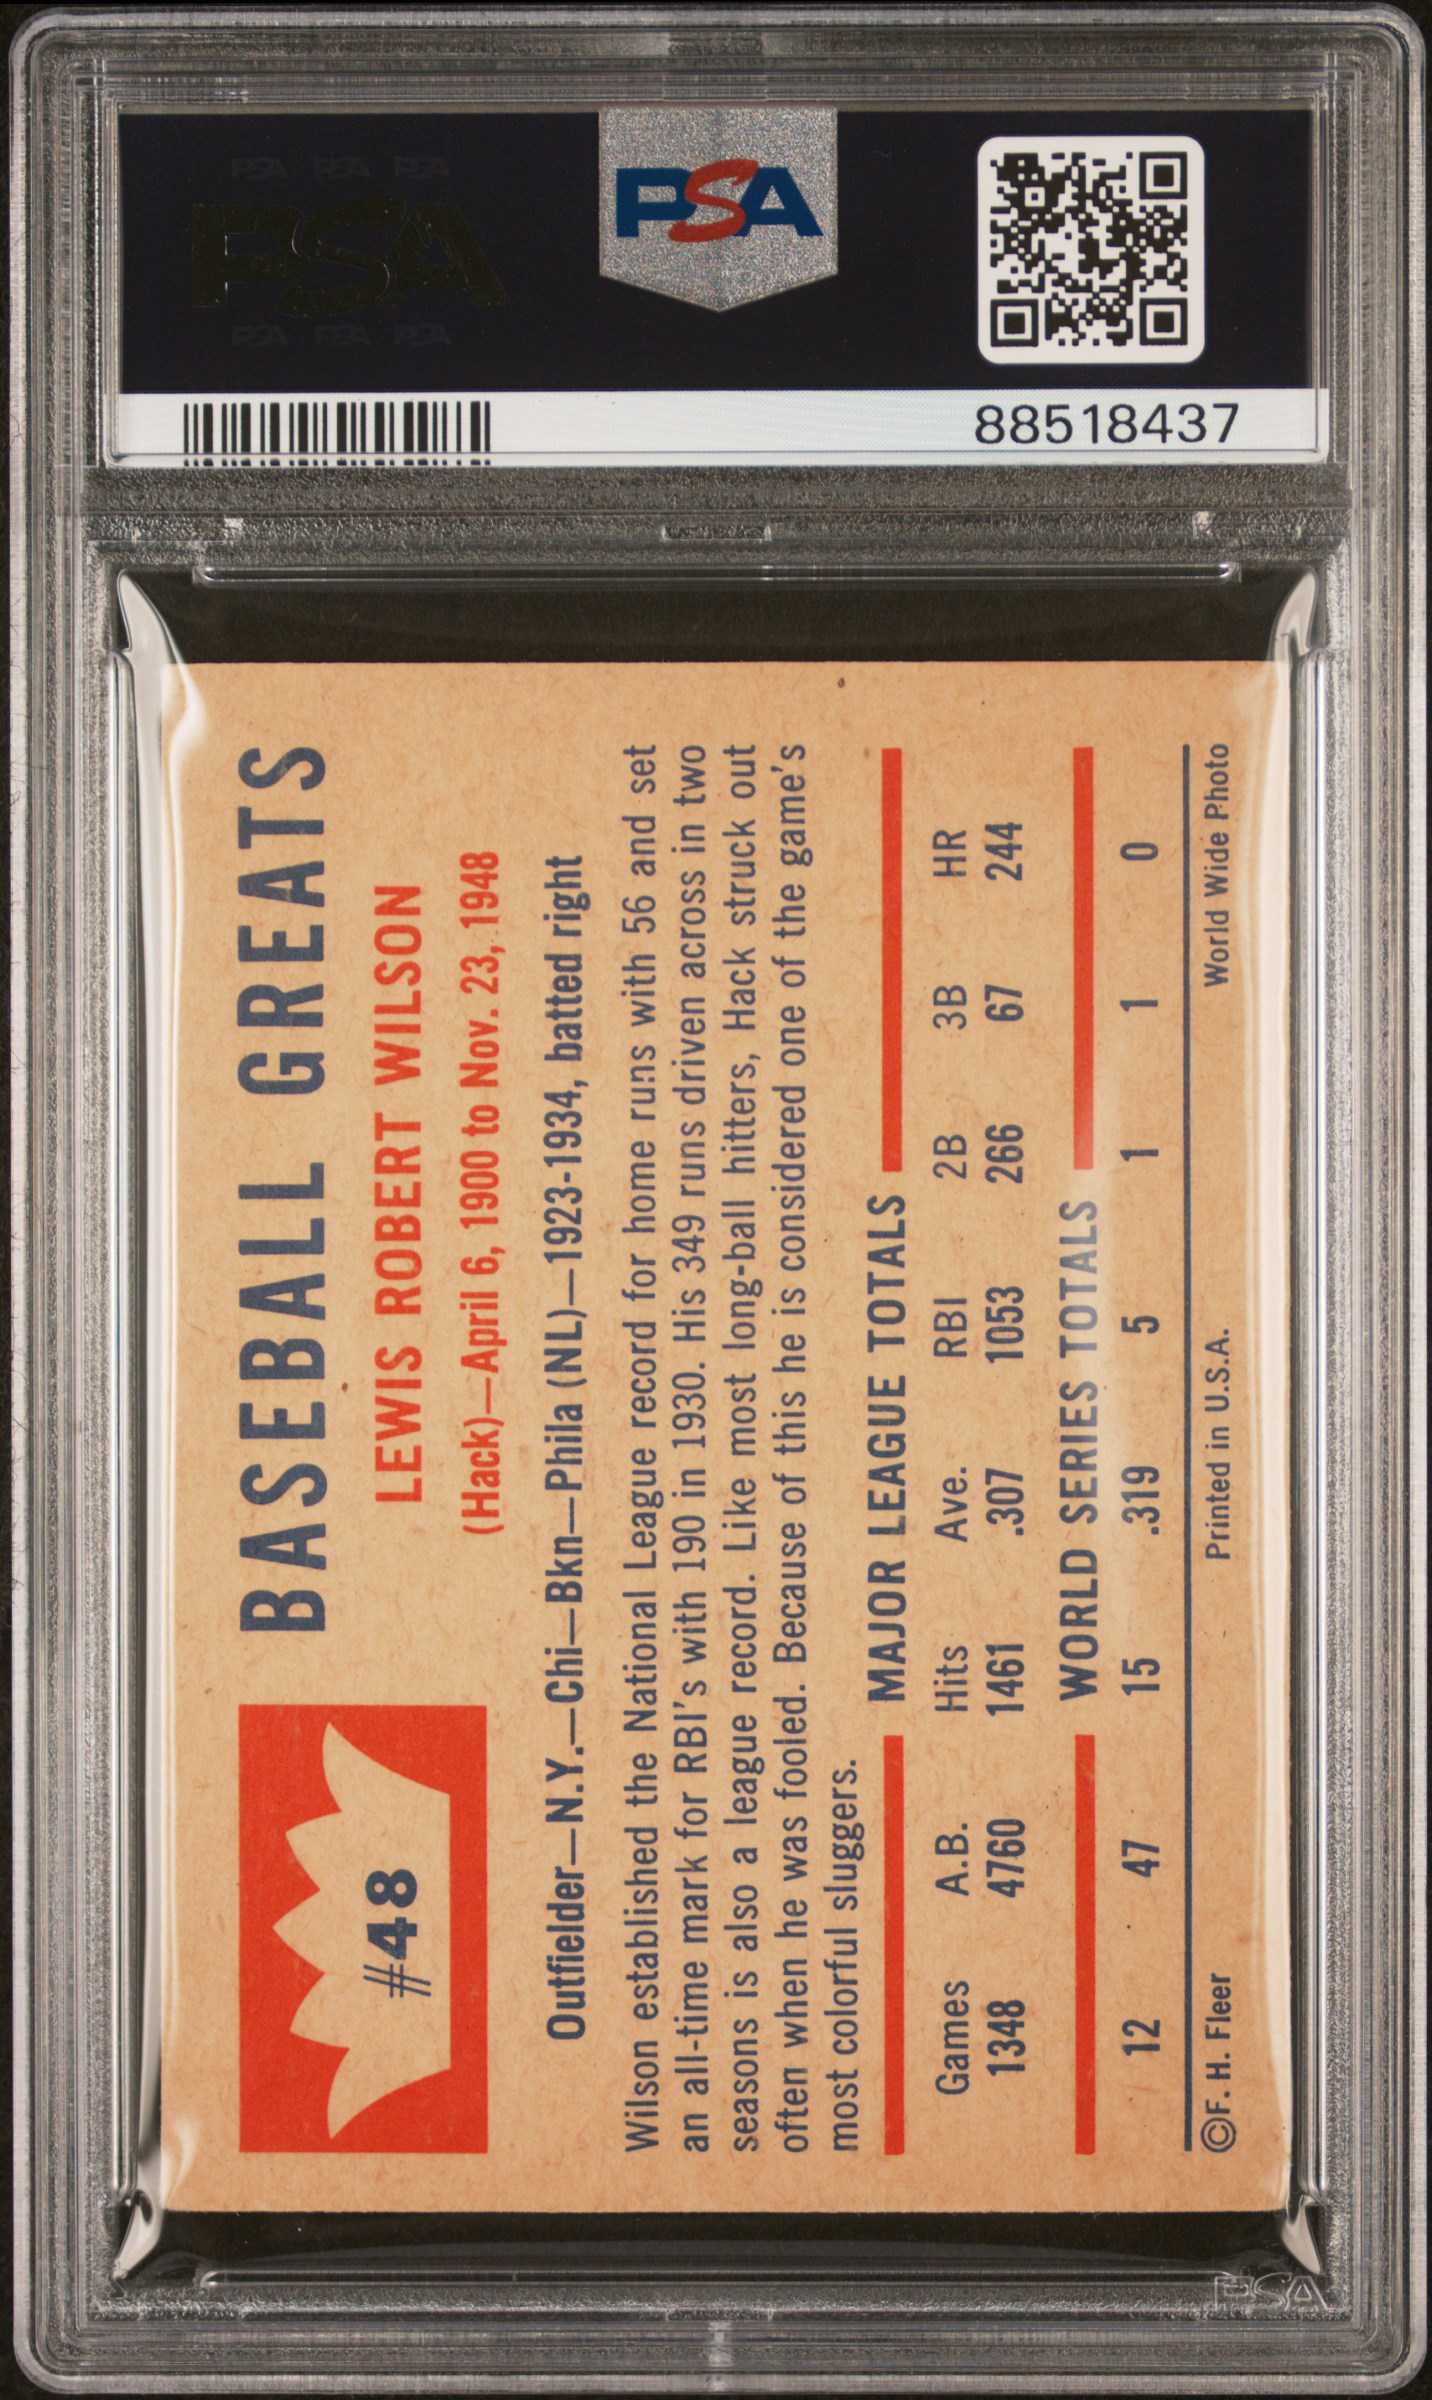 PSA PSA PSA
PSA
PSA PSA PSA
PSA
88518437
#48
BASEBALL GREATS
LEWIS ROBERT WILSON
(Hack)—April 6, 1900 to Nov. 23, 1948
Outfielder—N.Y.—Chi—Bkn—Phila (NL)—1923-1934, batted right
Wilson established the National League record for home runs with 56 and set
an all-time mark for RBI's with 190 in 1930. His 349 runs driven across in two
seasons is also a league record. Like most long-ball hitters, Hack struck out
often when he was fooled. Because of this he is considered one of the game's
most colorful sluggers.
MAJOR LEAGUE TOTALS
Games A.B. Hits Ave. RBI 2B 3B HR
1348 4760 1461 .307 1053 266 67 244
WORLD SERIES TOTALS
12 47 15 .319 5 1 1 0
©F. H. Fleer Printed in U.S.A. World Wide Photo
PSA